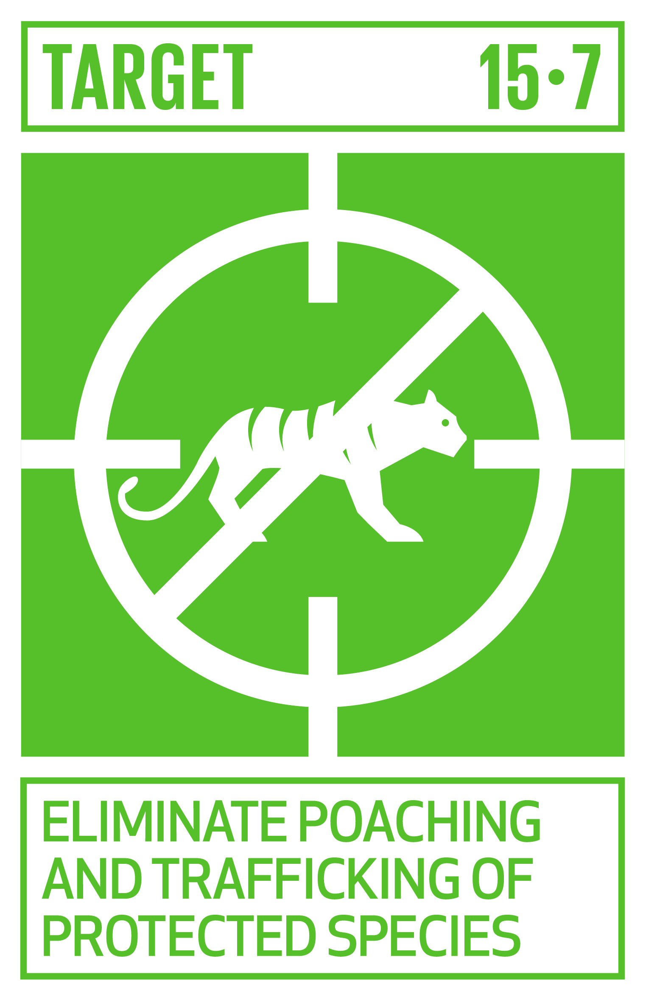 TARGET 15·7
ELIMINATE POACHING
AND TRAFFICKING OF
PROTECTED SPECIES